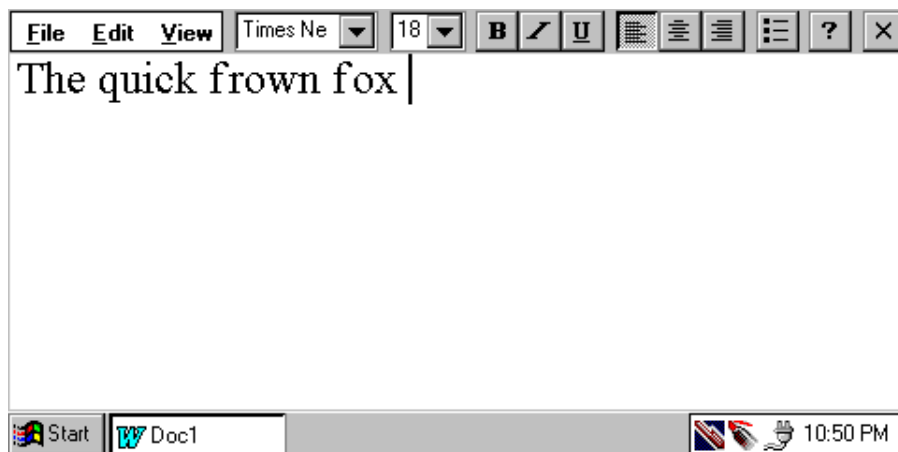 File Edit View Times Ne 18 B I U ? ×
The quick frown fox
Start W Doc1 10:50 PM